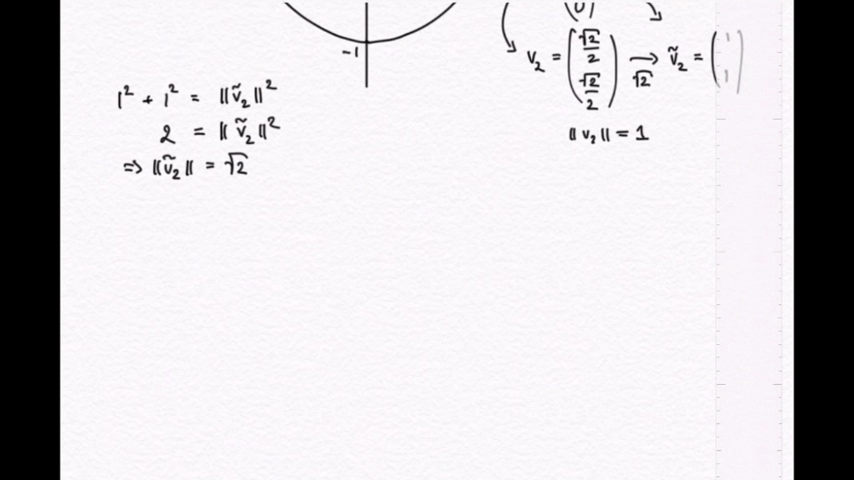 -1
(0)
v₂ = (√2/2 √2/2) →√2 ṽ₂ = (1 1)
‖v₂‖ = 1
1² + 1² = ‖ṽ₂‖²
2 = ‖ṽ₂‖²
⇒ ‖ṽ₂‖ = √2